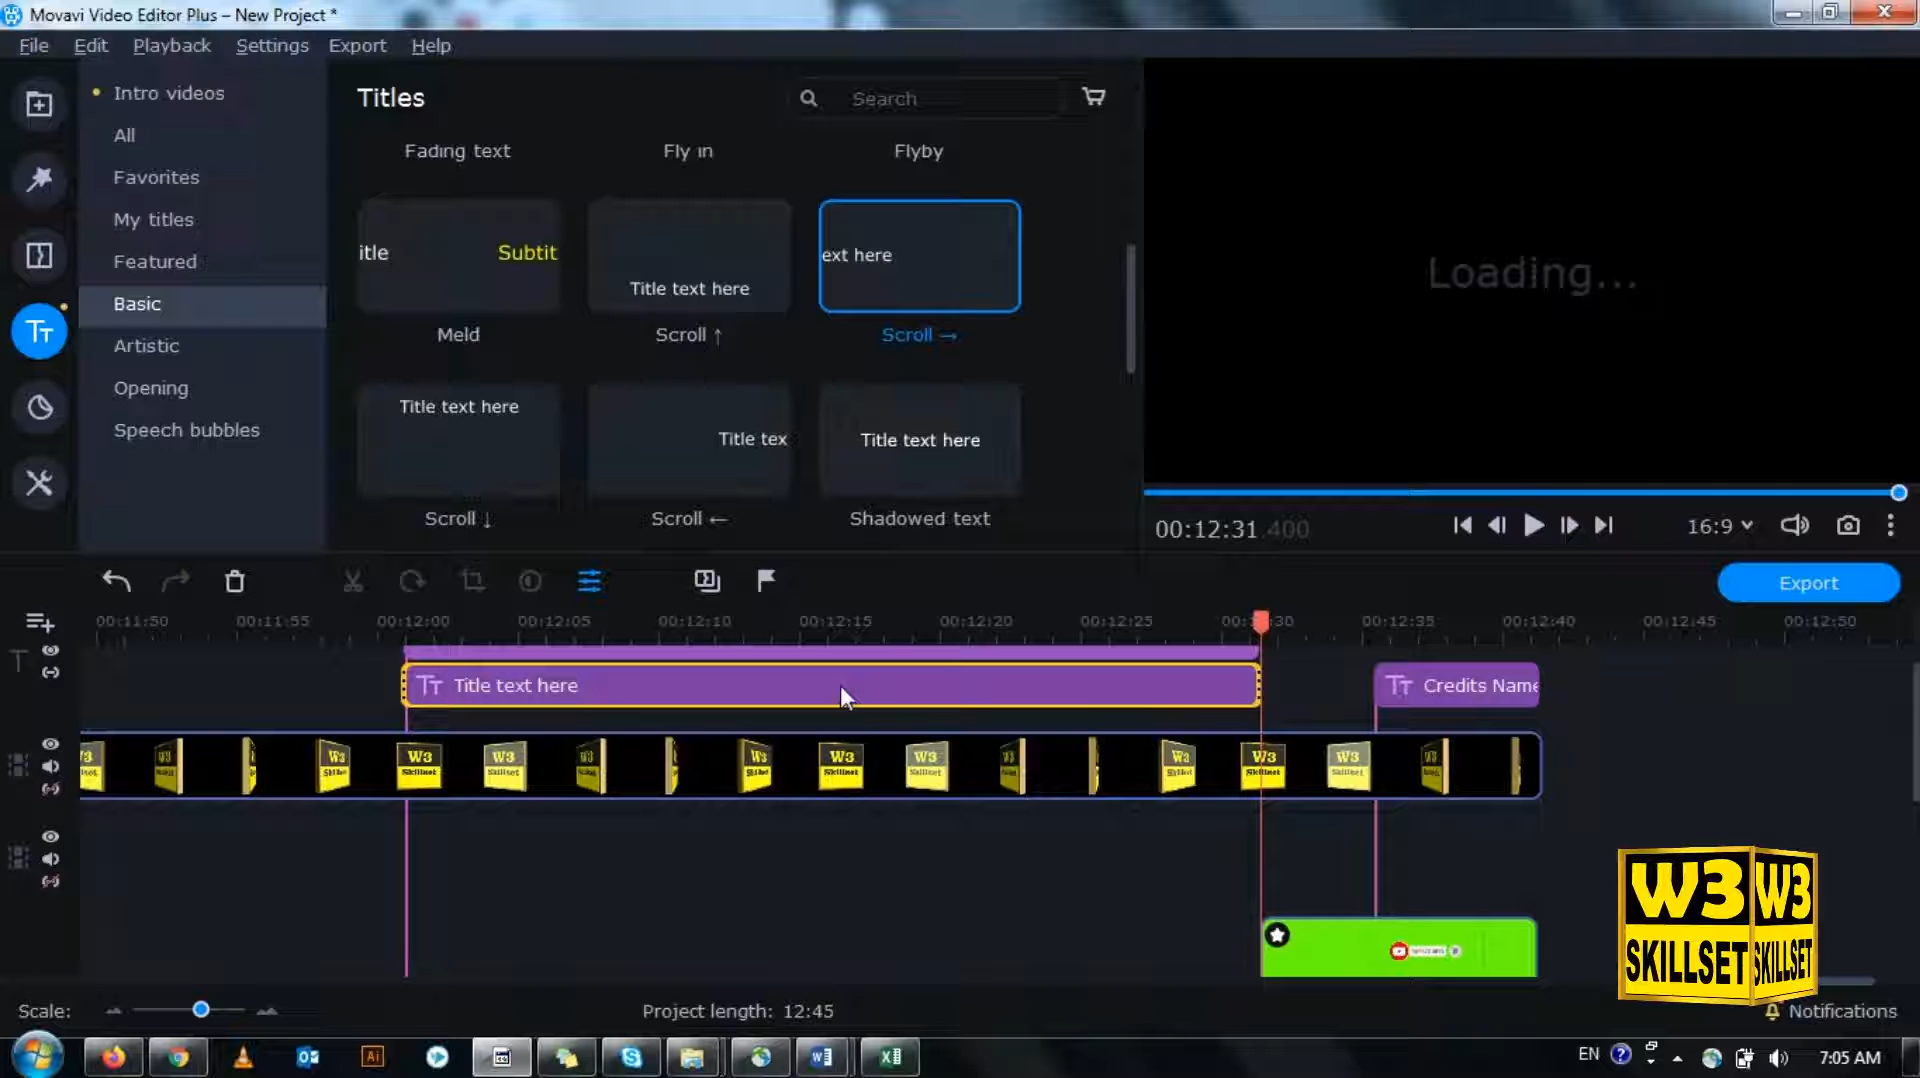 Movavi Video Editor Plus – New Project *
File Edit Playback Settings Export Help
Intro videos
All
Favorites
My titles
Featured
Basic
Artistic
Opening
Speech bubbles
Titles
Search
Fading text Fly in Flyby
itle Subtit
Title text here
ext here
Meld Scroll ↑ Scroll →
Title text here
Title tex
Title text here
Scroll ↓ Scroll ← Shadowed text
Loading...
00:12:31.400
16:9
Export
00:11:50 00:11:55 00:12:00 00:12:05 00:12:10 00:12:15 00:12:20 00:12:25 30 00:12:35 00:12:40 00:12:45 00:12:50
Title text here
Credits Name
W3 Skillset
W3 W3
SKILLSET SKILLSET
Scale:
Project length: 12:45
Notifications
EN
7:05 AM